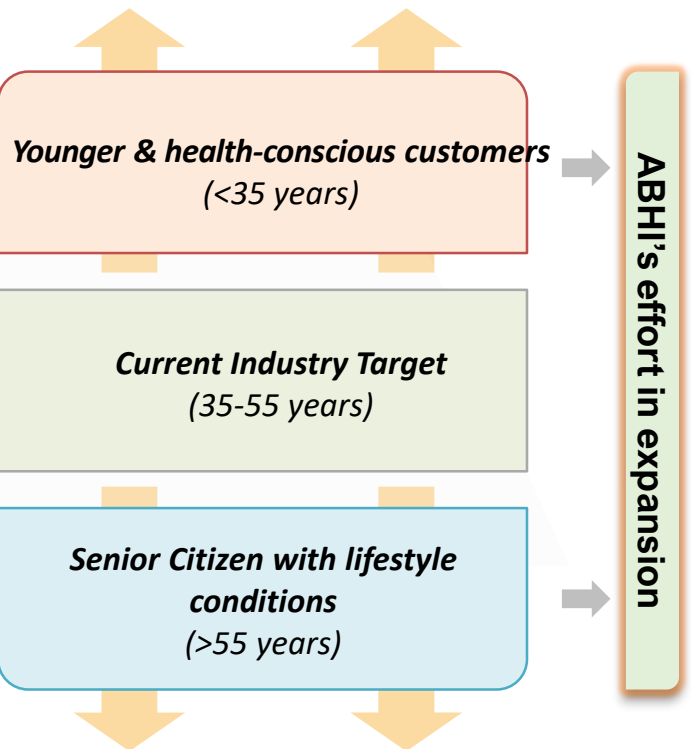 Younger & health-conscious customers
(<35 years)
Current Industry Target
(35-55 years)
Senior Citizen with lifestyle
conditions
(>55 years)
ABHI's effort in expansion